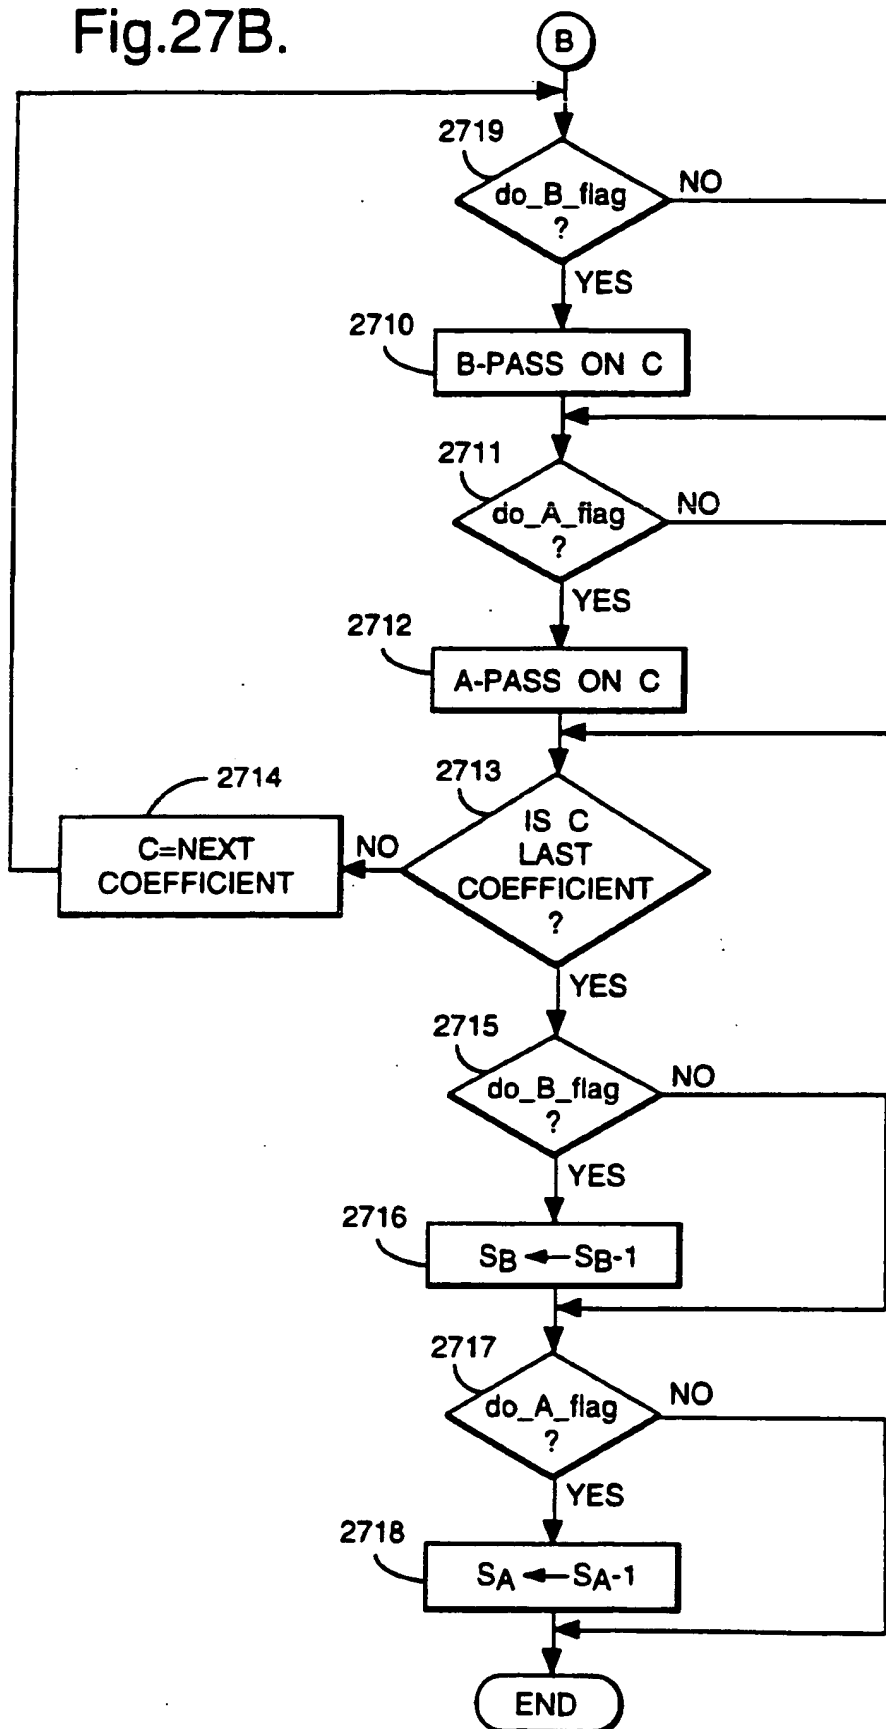 Fig.27B.
B
2719
do_B_flag
?
NO
YES
2710
B-PASS ON C
2711
do_A_flag
?
NO
YES
2712
A-PASS ON C
2713
IS C
LAST
COEFFICIENT
?
NO
2714
C=NEXT
COEFFICIENT
YES
2715
do_B_flag
?
NO
YES
2716
SB ← SB-1
2717
do_A_flag
?
NO
YES
2718
SA ← SA-1
END